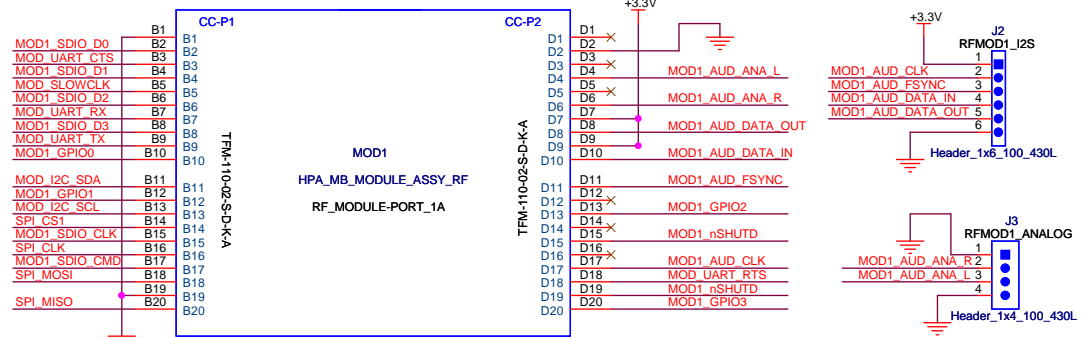 +3.3V
CC-P1
CC-P2
B1 B1
MOD1_SDIO_D0 B2 B2
MOD_UART_CTS B3 B3
MOD1_SDIO_D1 B4 B4
MOD_SLOWCLK B5 B5
MOD1_SDIO_D2 B6 B6
MOD_UART_RX B7 B7
MOD1_SDIO_D3 B8 B8
MOD_UART_TX B9 B9
MOD1_GPIO0 B10 B10
MOD_I2C_SDA B11 B11
MOD1_GPIO1 B12 B12
MOD_I2C_SCL B13 B13
SPI_CS1 B14 B14
MOD1_SDIO_CLK B15 B15
SPI_CLK B16 B16
MOD1_SDIO_CMD B17 B17
SPI_MOSI B18 B18
B19 B19
SPI_MISO B20 B20
TFM-110-02-S-D-K-A
MOD1
HPA_MB_MODULE_ASSY_RF
RF_MODULE-PORT_1A
TFM-110-02-S-D-K-A
D1 D1
D2 D2
D3 D3
D4 D4 MOD1_AUD_ANA_L
D5 D5
D6 D6 MOD1_AUD_ANA_R
D7 D7
D8 D8 MOD1_AUD_DATA_OUT
D9 D9
D10 D10 MOD1_AUD_DATA_IN
D11 D11 MOD1_AUD_FSYNC
D12 D12
D13 D13 MOD1_GPIO2
D14 D14
D15 D15 MOD1_nSHUTD
D16 D16
D17 D17 MOD1_AUD_CLK
D18 D18 MOD_UART_RTS
D19 D19 MOD1_nSHUTD
D20 D20 MOD1_GPIO3
+3.3V
J2
RFMOD1_I2S
1
MOD1_AUD_CLK 2
MOD1_AUD_FSYNC 3
MOD1_AUD_DATA_IN 4
MOD1_AUD_DATA_OUT 5
6
Header_1x6_100_430L
J3
RFMOD1_ANALOG
1
MOD1_AUD_ANA_R 2
MOD1_AUD_ANA_L 3
4
Header_1x4_100_430L